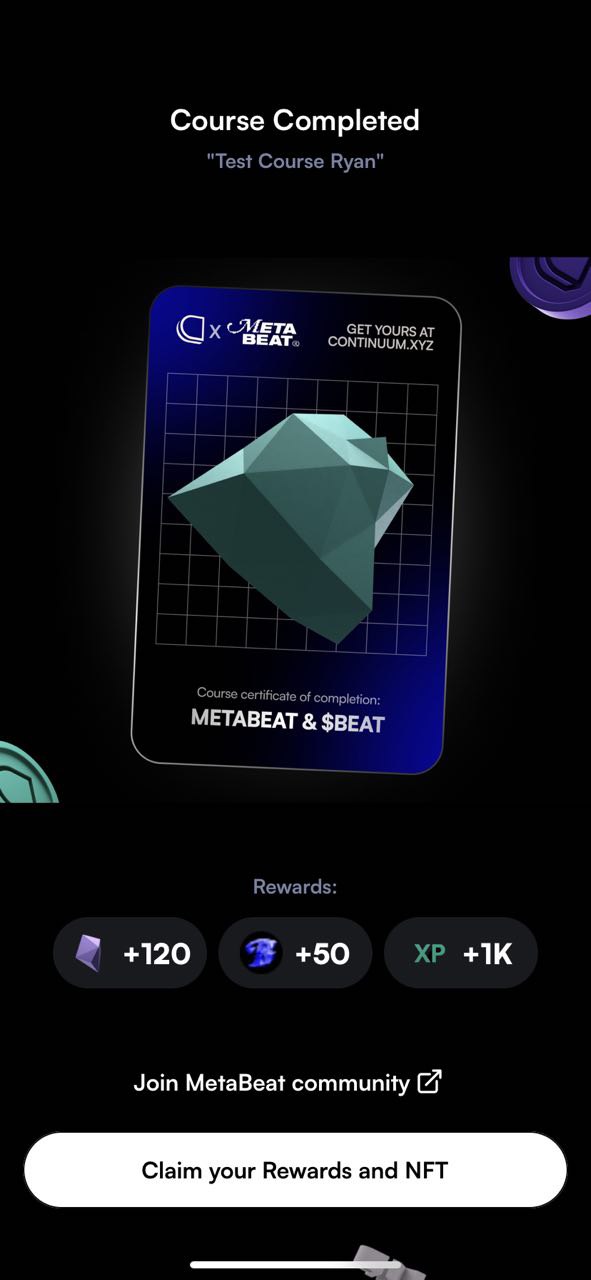 Course Completed
"Test Course Ryan"
X META BEAT®
GET YOURS AT
CONTINUUM.XYZ
Course certificate of completion:
METABEAT & $BEAT
Rewards:
+120 +50 XP +1K
Join MetaBeat community
Claim your Rewards and NFT